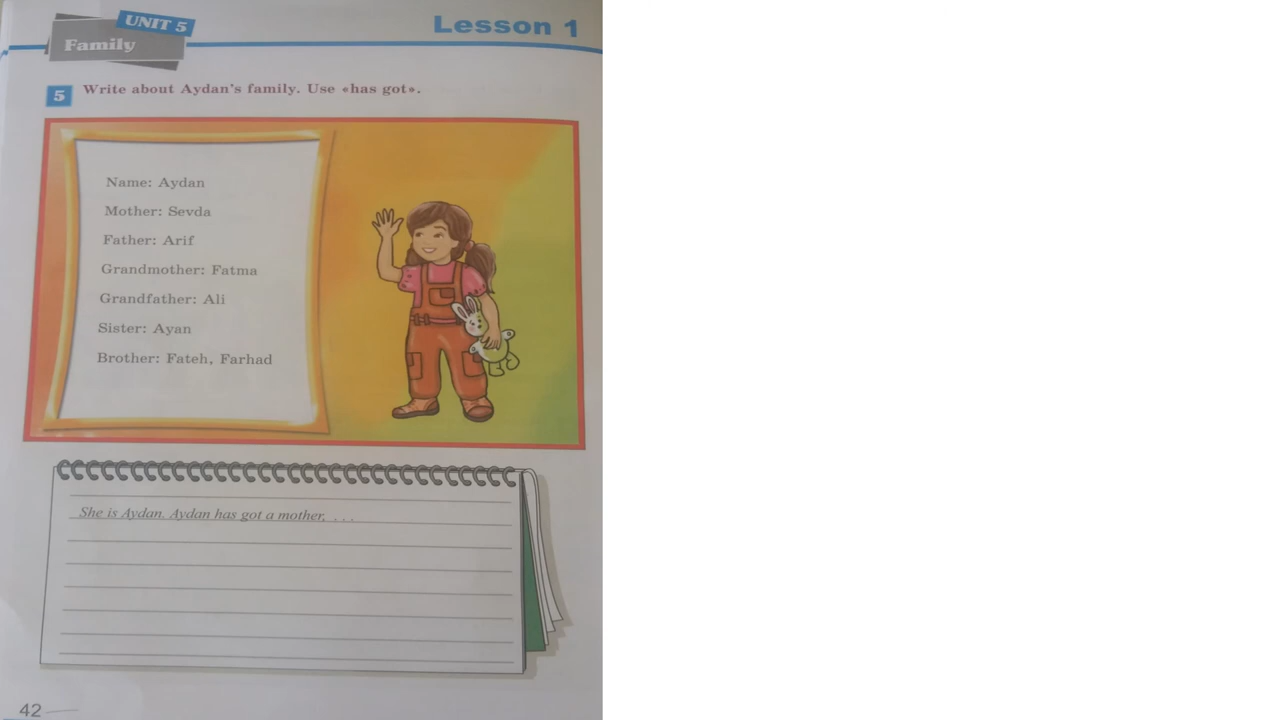 UNIT 5
Family
Lesson 1
5 Write about Aydan's family. Use «has got».
Name: Aydan
Mother: Sevda
Father: Arif
Grandmother: Fatma
Grandfather: Ali
Sister: Ayan
Brother: Fateh, Farhad
She is Aydan. Aydan has got a mother, . . .
42